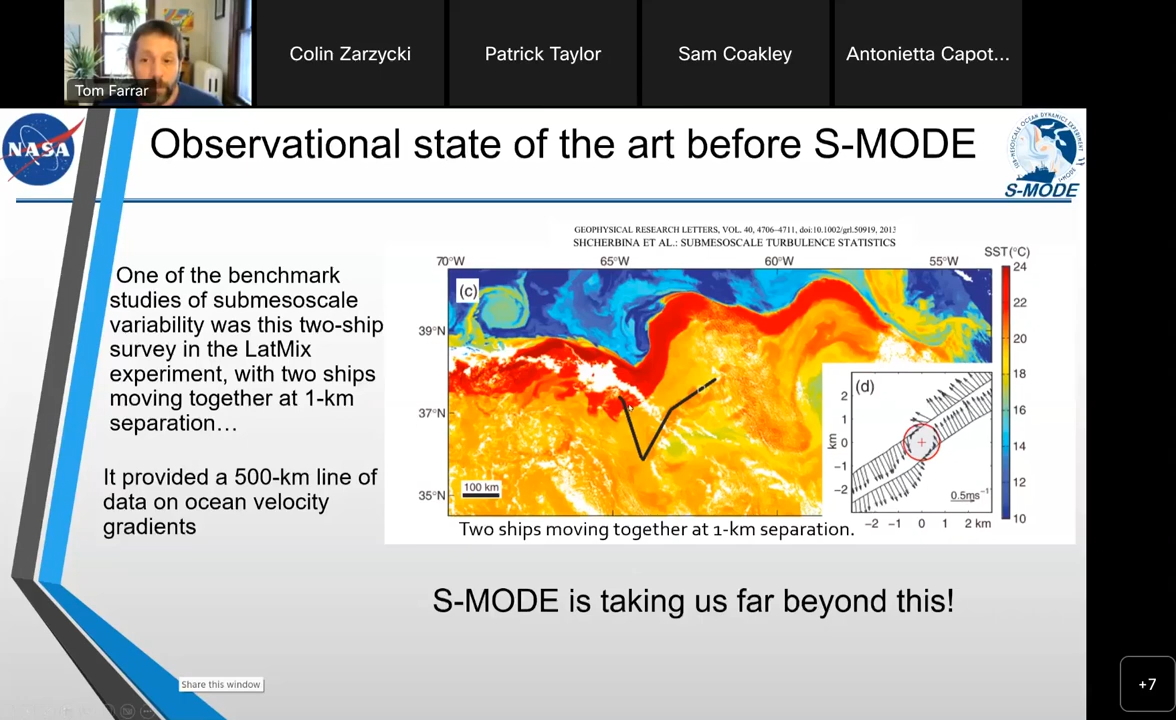 Tom Farrar
Colin Zarzycki
Patrick Taylor
Sam Coakley
Antonietta Capot...
NASA
Observational state of the art before S-MODE
S-MODE
One of the benchmark
studies of submesoscale
variability was this two-ship
survey in the LatMix
experiment, with two ships
moving together at 1-km
separation…
It provided a 500-km line of
data on ocean velocity
gradients
GEOPHYSICAL RESEARCH LETTERS, VOL. 40, 4706–4711, doi:10.1002/grl.50919, 2013
SHCHERBINA ET AL.: SUBMESOSCALE TURBULENCE STATISTICS
70°W 65°W 60°W 55°W
SST(°C)
(c)
39°N
37°N
35°N
100 km
24
22
20
18
16
14
12
10
(d)
km
2
1
0
−1
−2
0.5ms⁻¹
−2 −1 0 1 2 km
Two ships moving together at 1-km separation.
S-MODE is taking us far beyond this!
Share this window
+7